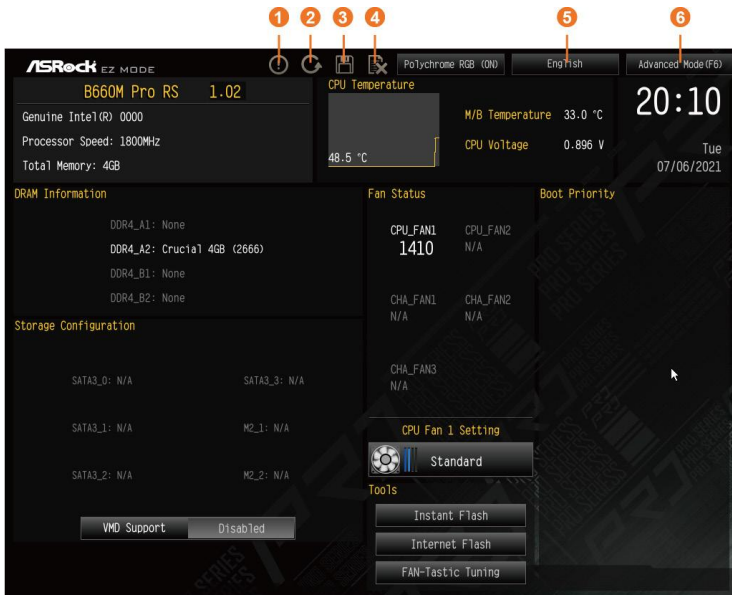 1 2 3 4 5 6
ASRock EZ MODE
Polychrome RGB (ON)
English
Advanced Mode(F6)
B660M Pro RS 1.02
Genuine Intel(R) 0000
Processor Speed: 1800MHz
Total Memory: 4GB
CPU Temperature
48.5 °C
M/B Temperature 33.0 °C
CPU Voltage 0.896 V
20:10
Tue
07/06/2021
DRAM Information
DDR4_A1: None
DDR4_A2: Crucial 4GB (2666)
DDR4_B1: None
DDR4_B2: None
Storage Configuration
SATA3_0: N/A SATA3_3: N/A
SATA3_1: N/A M2_1: N/A
SATA3_2: N/A M2_2: N/A
VMD Support Disabled
Fan Status
CPU_FAN1 CPU_FAN2
1410 N/A
CHA_FAN1 CHA_FAN2
N/A N/A
CHA_FAN3
N/A
CPU Fan 1 Setting
Standard
Tools
Instant Flash
Internet Flash
FAN-Tastic Tuning
Boot Priority